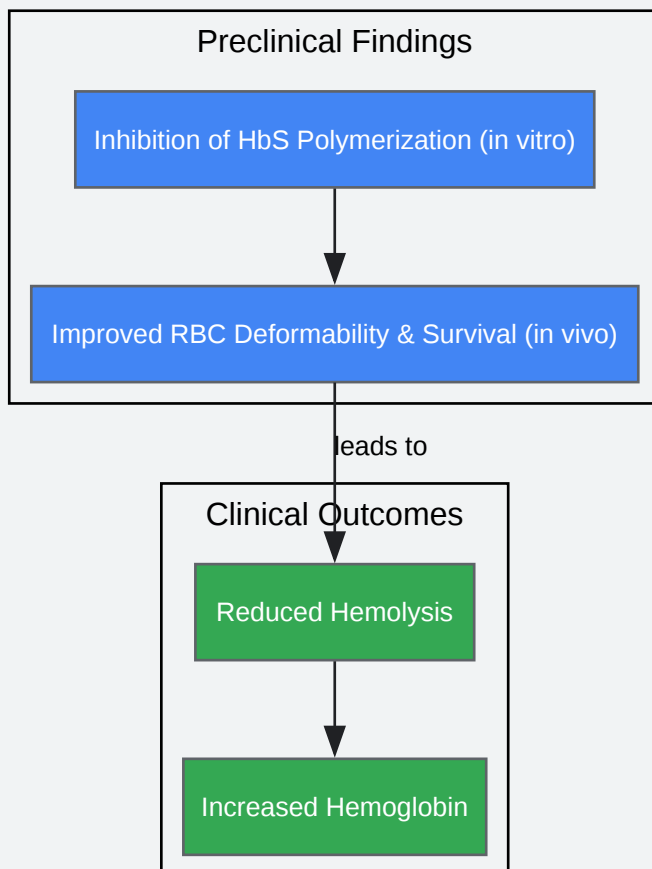 Preclinical Findings
Inhibition of HbS Polymerization (in vitro)
Improved RBC Deformability & Survival (in vivo)
leads to
Clinical Outcomes
Reduced Hemolysis
Increased Hemoglobin